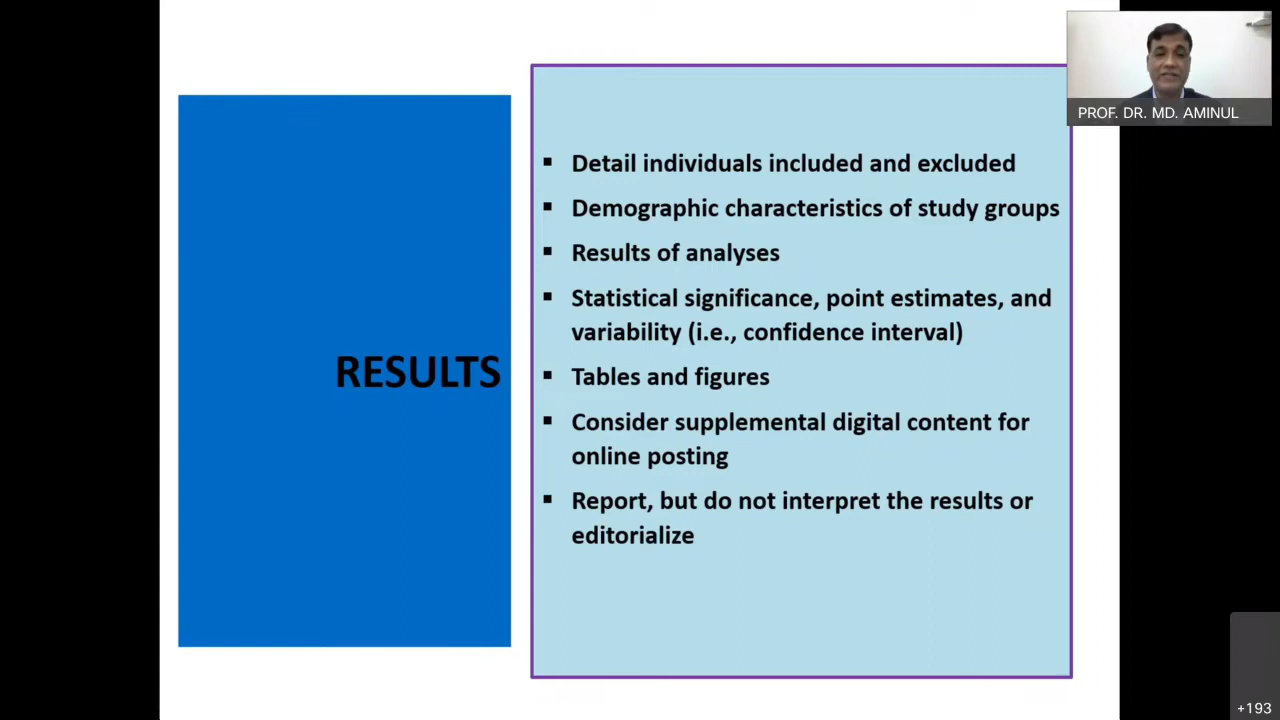 PROF. DR. MD. AMINUL
RESULTS
▪ Detail individuals included and excluded
▪ Demographic characteristics of study groups
▪ Results of analyses
▪ Statistical significance, point estimates, and
variability (i.e., confidence interval)
▪ Tables and figures
▪ Consider supplemental digital content for
online posting
▪ Report, but do not interpret the results or
editorialize
+193